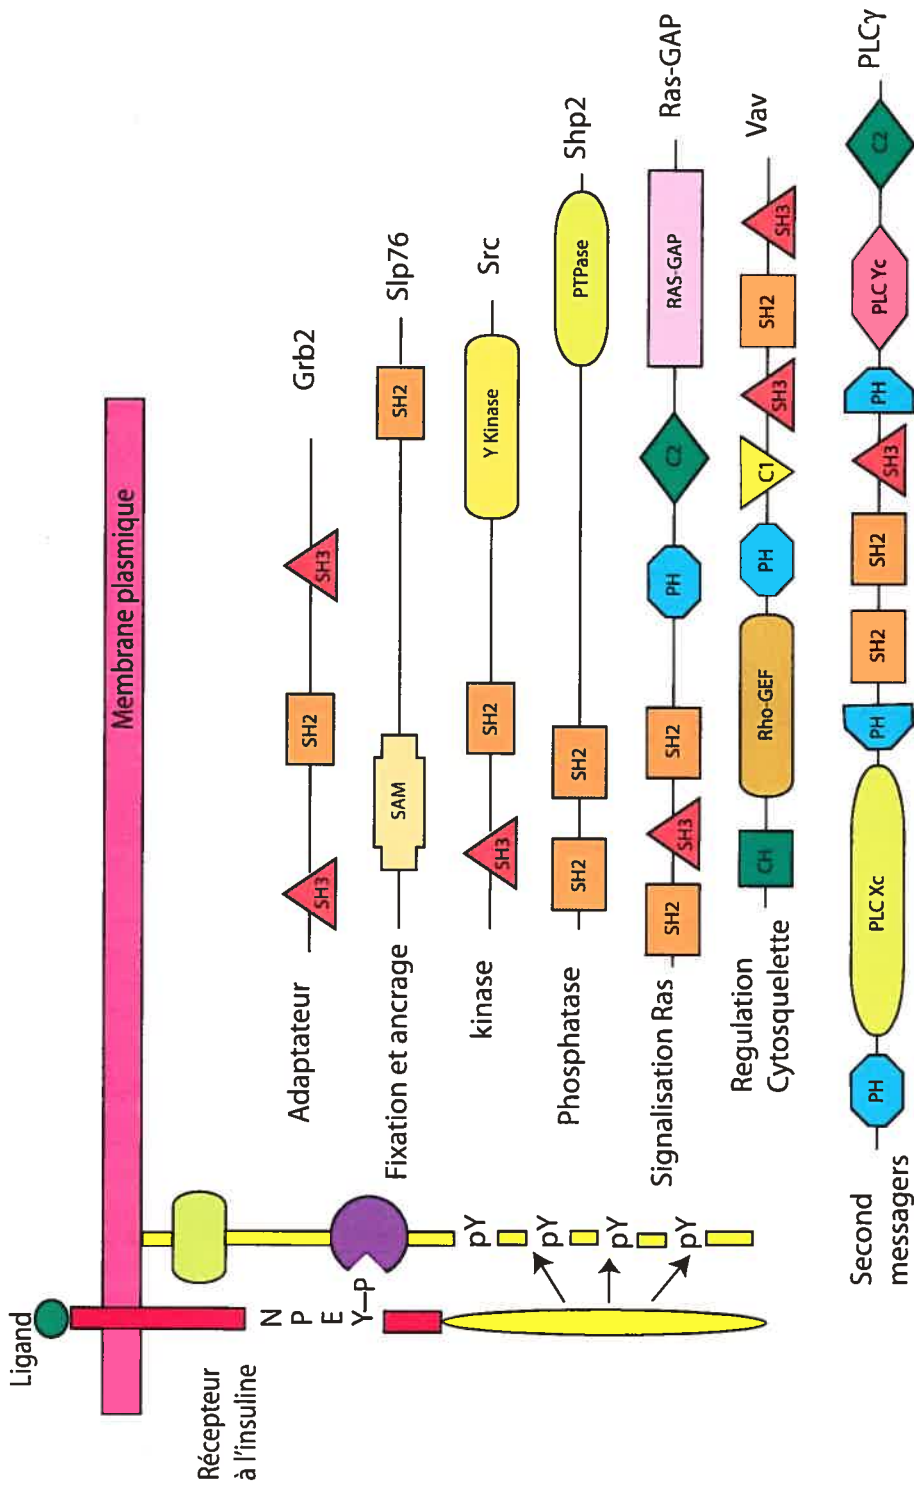 Ligand
Membrane plasmique
Récepteur
à l'insuline
N
P
E
Y–P
pY
pY
pY
pY
Adaptateur
SH3
SH2
SH3
Grb2
Fixation et ancrage
SAM
SH2
Slp76
kinase
SH3
SH2
Y Kinase
Src
Phosphatase
SH2
SH2
PTPase
Shp2
Signalisation Ras
SH2
SH3
SH2
PH
C2
RAS-GAP
Ras-GAP
Regulation
Cytosquelette
CH
Rho-GEF
PH
C1
SH3
SH2
SH3
Vav
Second
messagers
PH
PLC Xc
PH
SH2
SH2
SH3
PH
PLC Yc
C2
PLCγ